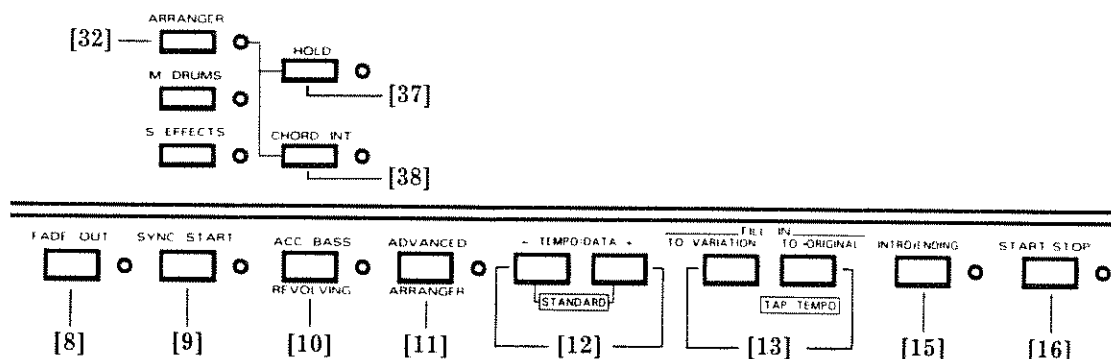 ARRANGER
[32]
HOLD
M DRUMS
[37]
S EFFECTS
CHORD INT
[38]
FADE OUT
SYNC START
ACC BASS
REVOLVING
ADVANCED
ARRANGER
- TEMPO/DATA +
STANDARD
FILL IN
TO VARIATION
TO ORIGINAL
TAP TEMPO
INTRO/ENDING
START STOP
[8] [9] [10] [11] [12] [13] [15] [16]